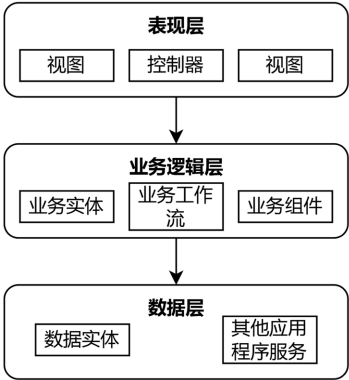 表现层
视图
控制器
视图
业务逻辑层
业务实体
业务工作
流
业务组件
数据层
数据实体
其他应用
程序服务